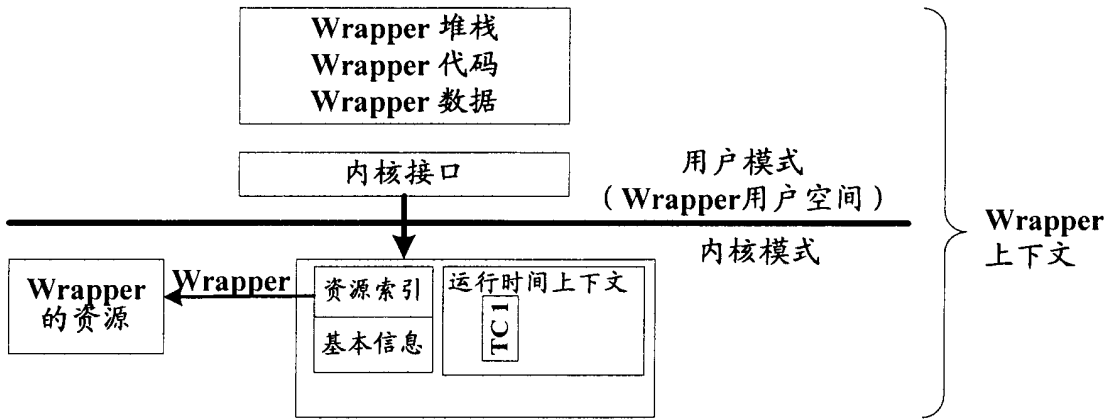 Wrapper 堆栈
Wrapper 代码
Wrapper 数据
内核接口
用户模式
（Wrapper用户空间）
内核模式
Wrapper
上下文
Wrapper
的资源
Wrapper
资源索引
基本信息
运行时间上下文
TC 1